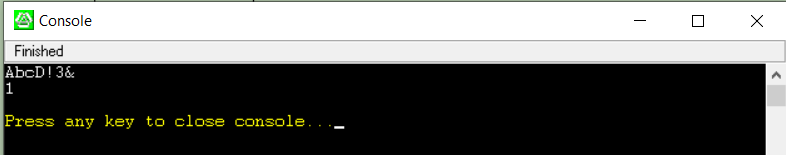 Console
Finished
AbcD!3&
1
Press any key to close console..._